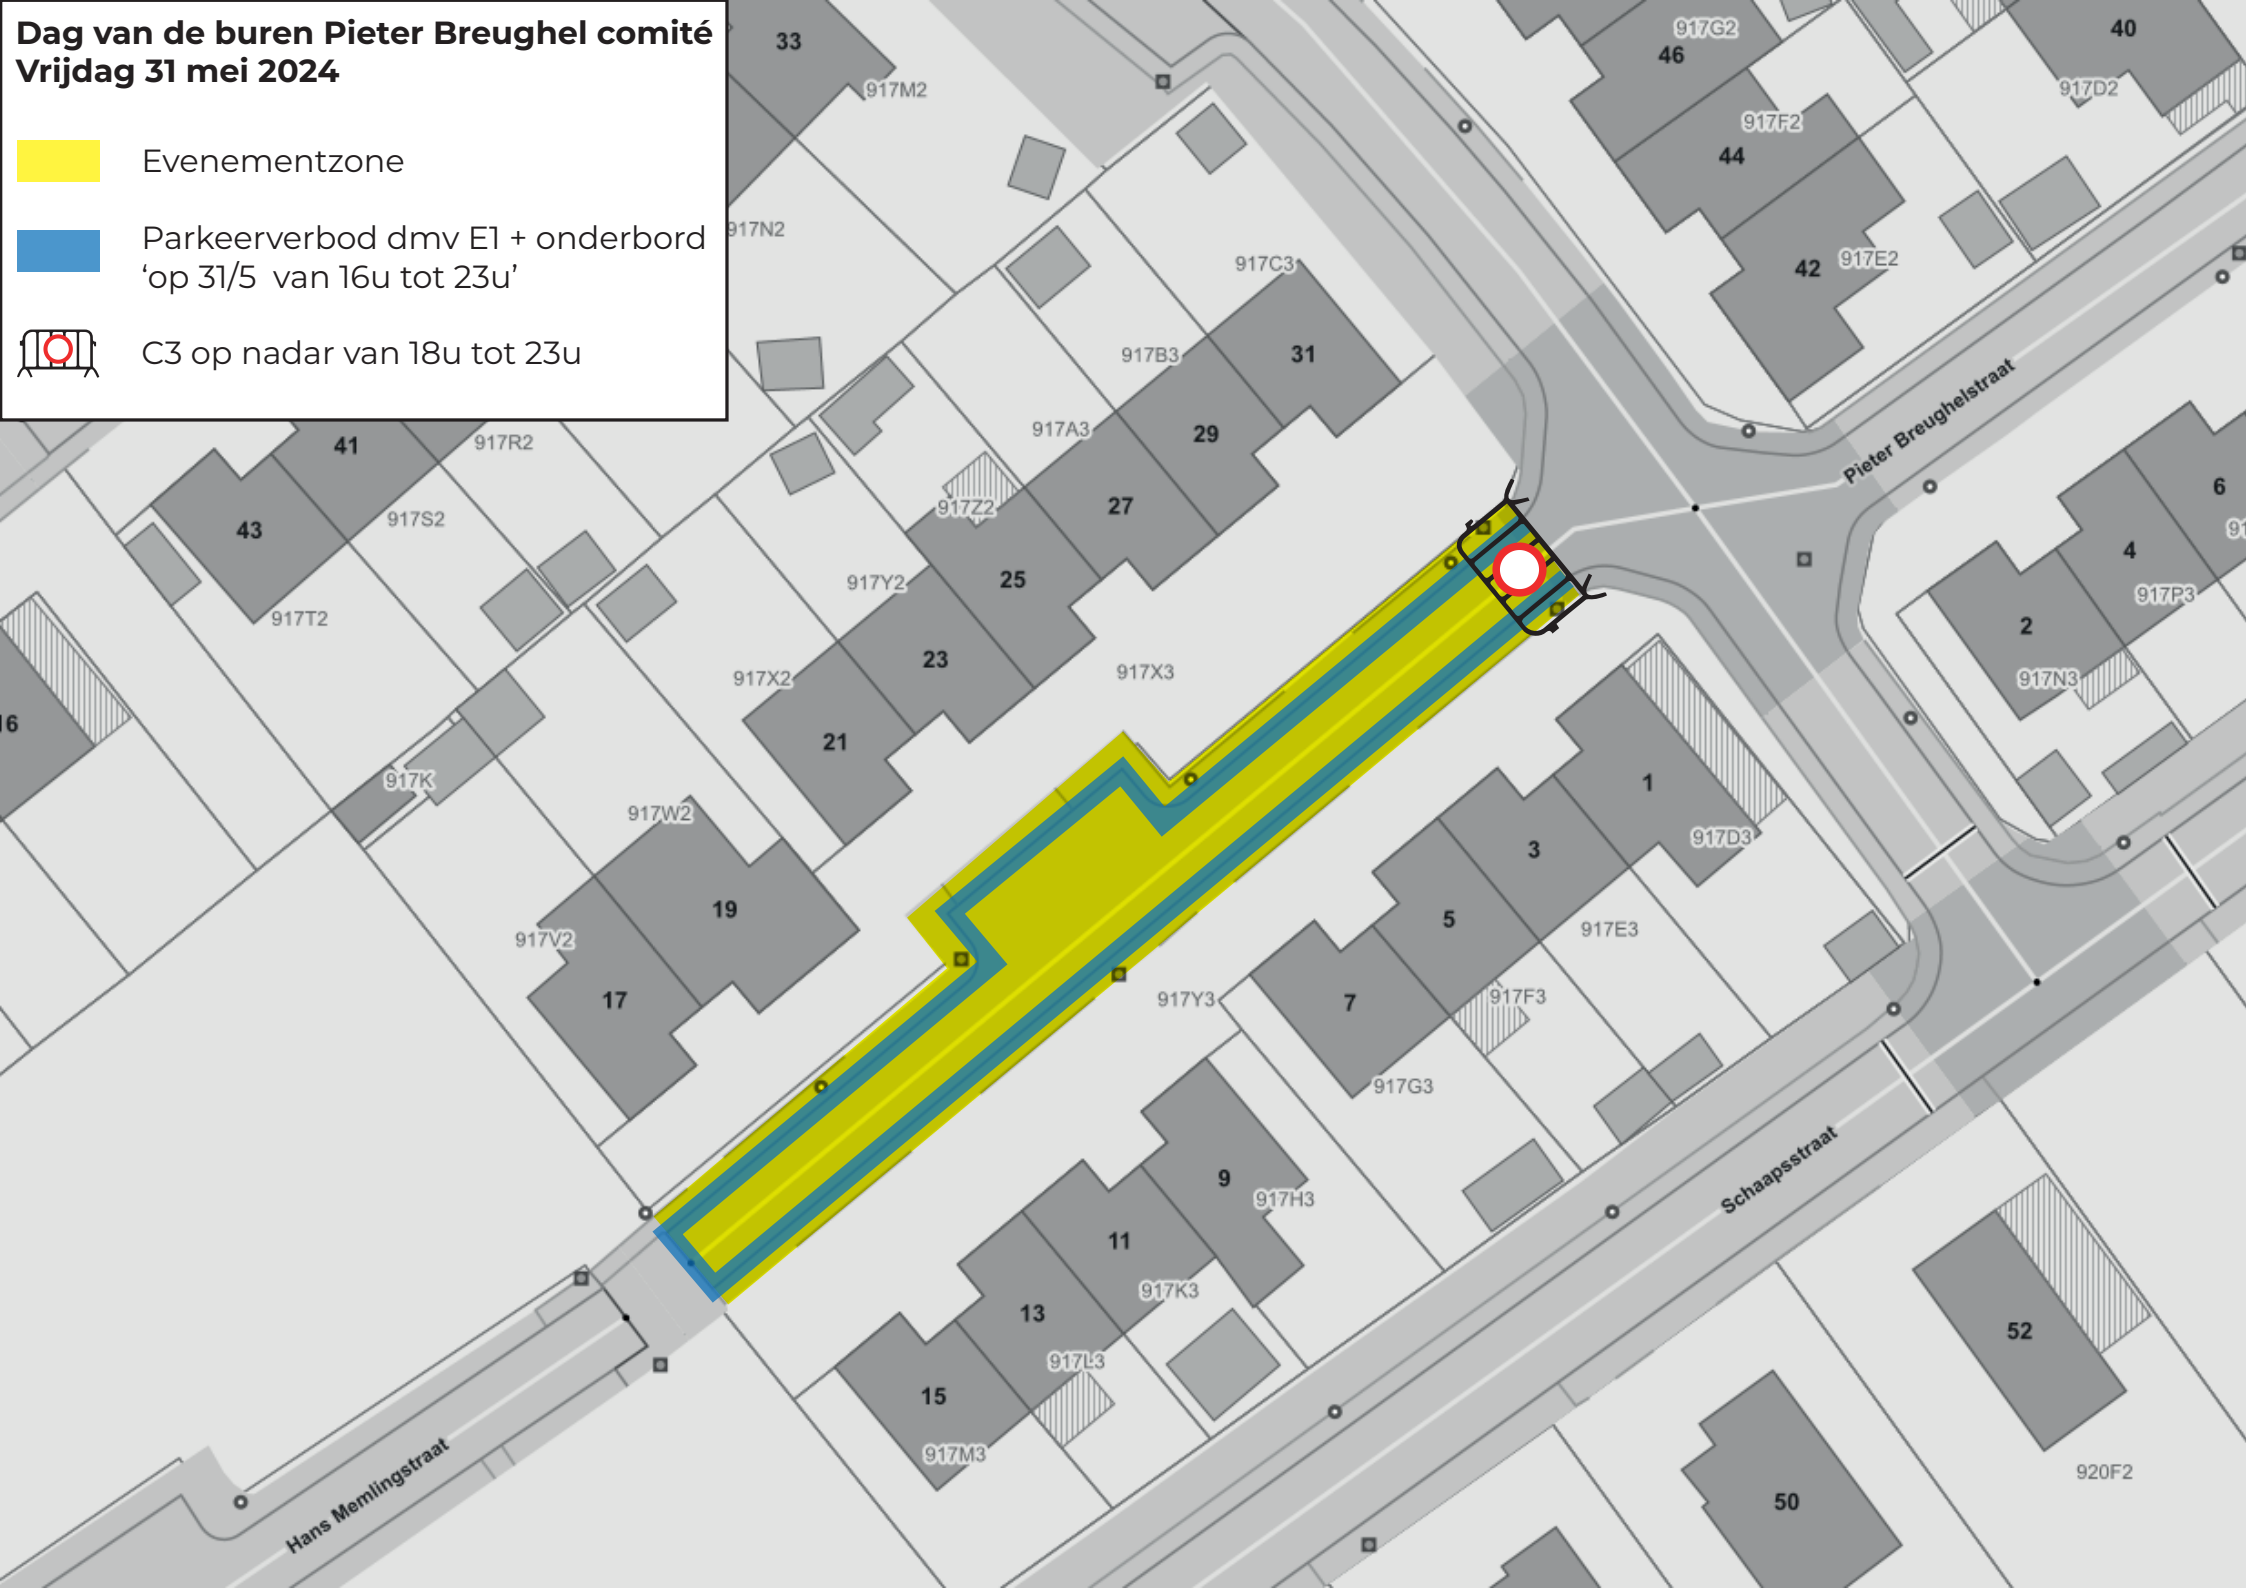 Dag van de buren Pieter Breughel comité
Vrijdag 31 mei 2024
Evenementzone
Parkeerverbod dmv E1 + onderbord
‘op 31/5 van 16u tot 23u’
C3 op nadar van 18u tot 23u
33
917M2
917N2
917G2
46
40
917D2
917F2
44
42
917E2
917C3
31
917B3
29
917A3
27
917Z2
25
917Y2
23
917X2
21
917X3
41
917R2
43
917S2
917T2
16
917K
917W2
19
917V2
17
Pieter Breughelstraat
6
4
917P3
2
917N3
1
917D3
3
917E3
5
917F3
7
917Y3
917G3
9
917H3
11
917K3
13
917L3
15
917M3
Schaapsstraat
Hans Memlingstraat
52
50
920F2